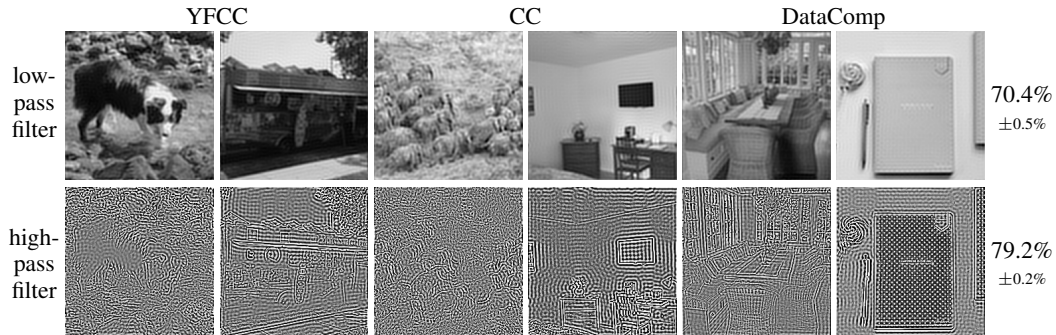 YFCC CC DataComp
low-
pass
filter
70.4%
±0.5%
high-
pass
filter
79.2%
±0.2%